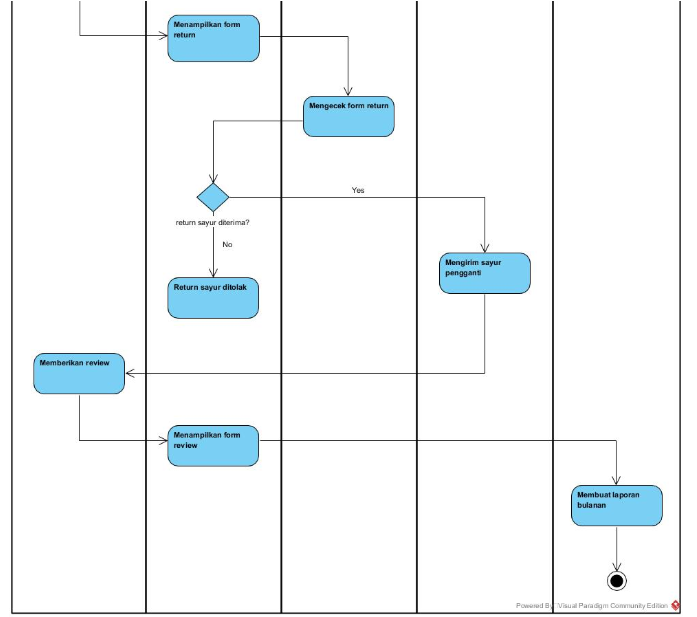 Menampilkan form
return
Mengecek form return
Yes
return sayur diterima?
No
Mengirim sayur
pengganti
Return sayur ditolak
Memberikan review
Menampilkan form
review
Membuat laporan
bulanan
Powered By: Visual Paradigm Community Edition